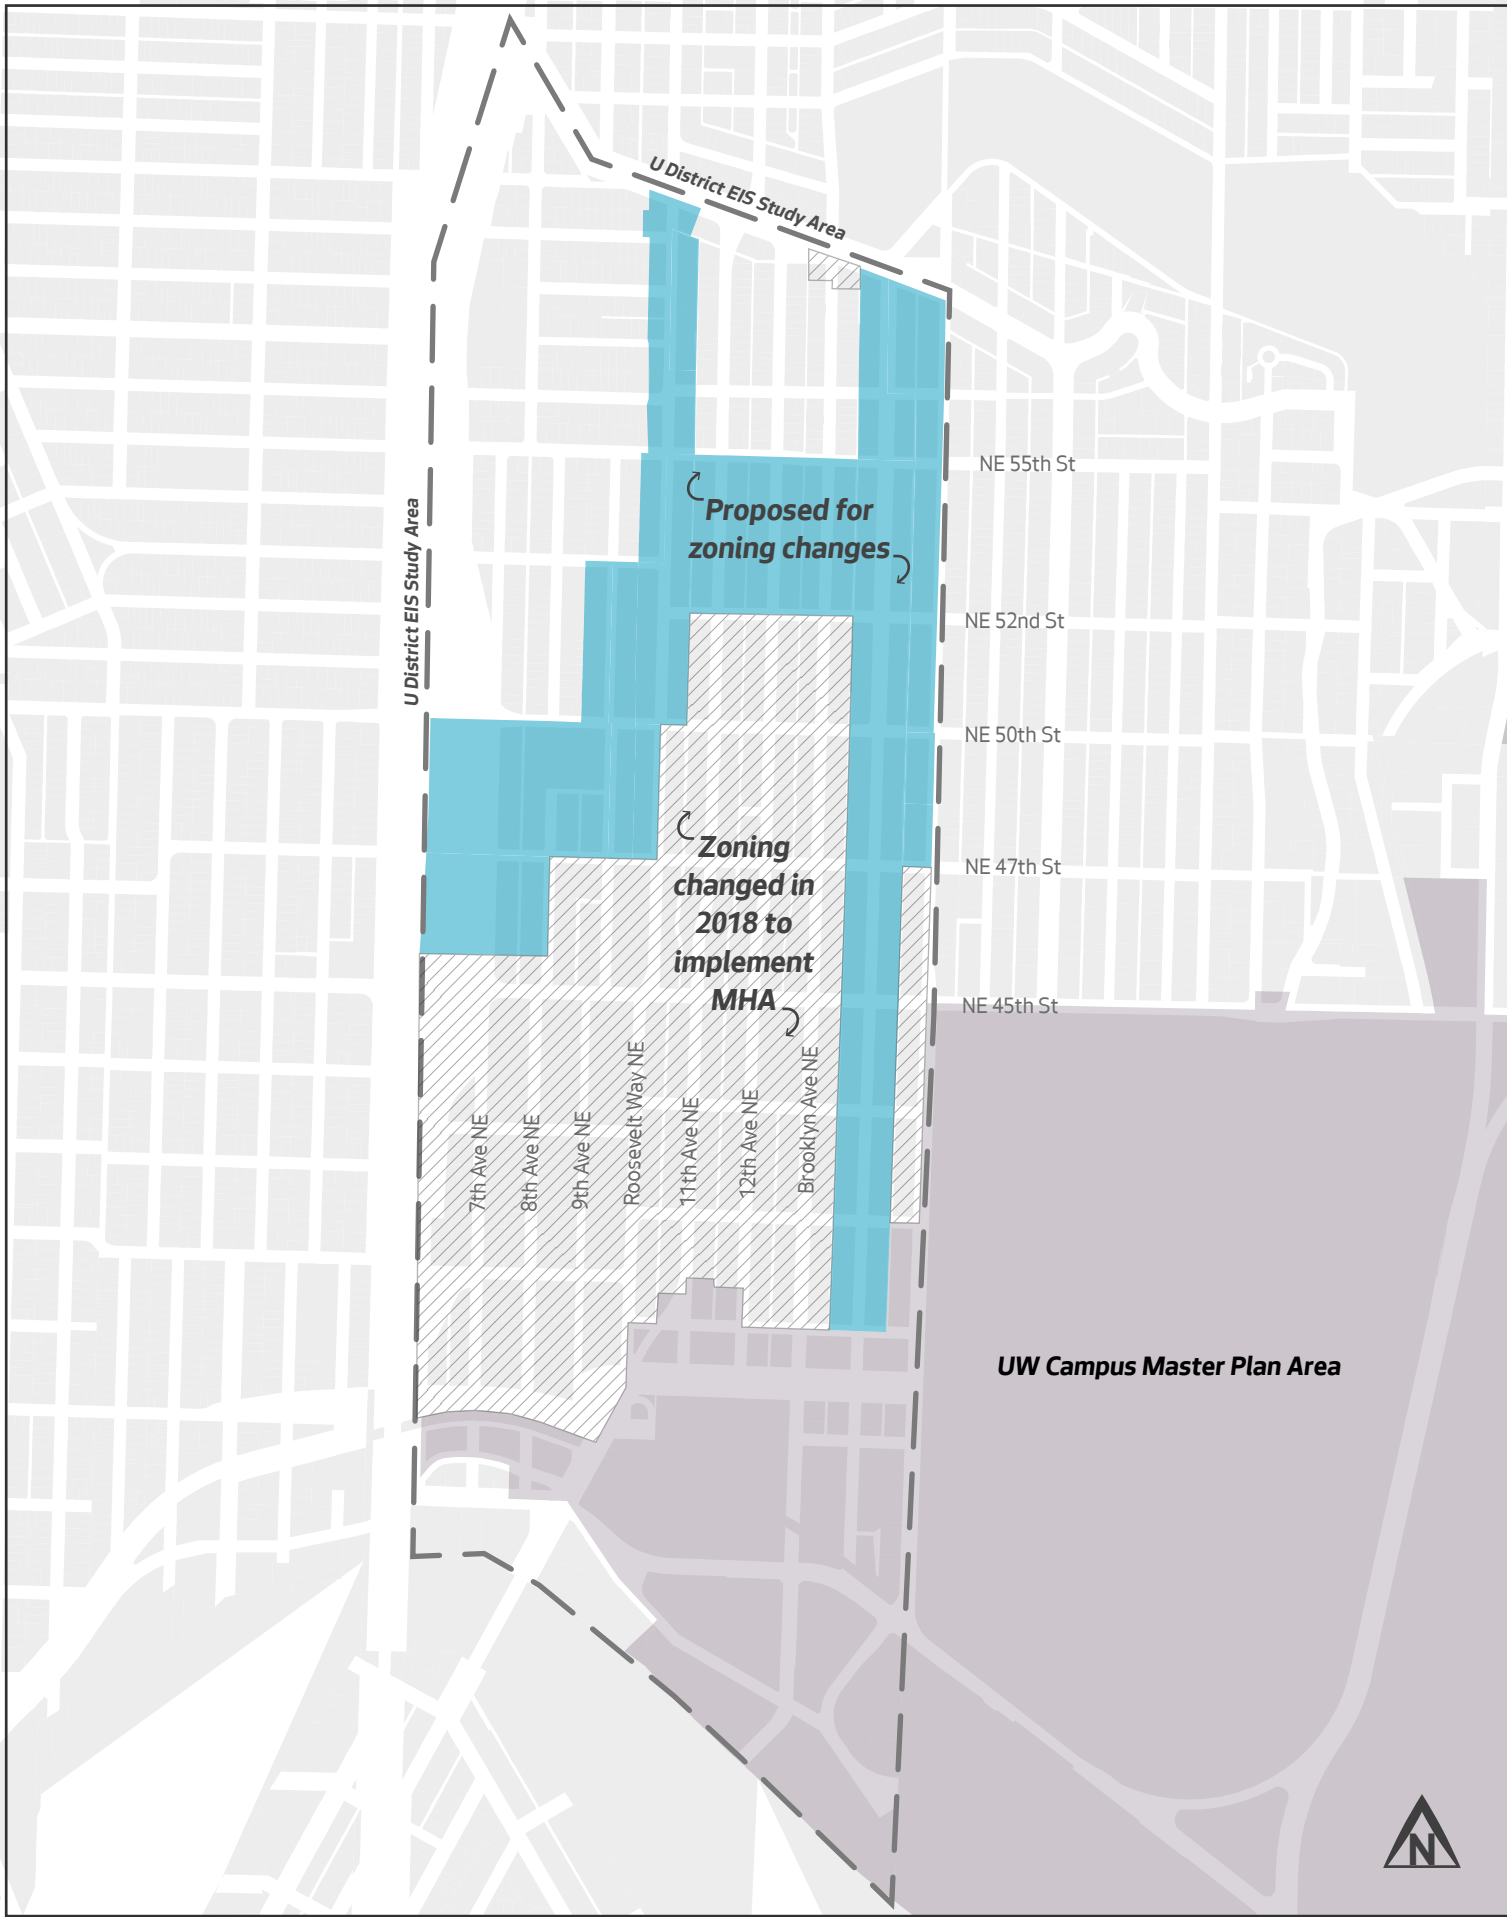 U District EIS Study Area
NE 55th St
Proposed for
zoning changes
U District EIS Study Area
NE 52nd St
NE 50th St
Zoning
changed in
2018 to
implement
MHA
NE 47th St
NE 45th St
7th Ave NE
8th Ave NE
9th Ave NE
Roosevelt Way NE
11th Ave NE
12th Ave NE
Brooklyn Ave NE
UW Campus Master Plan Area
N